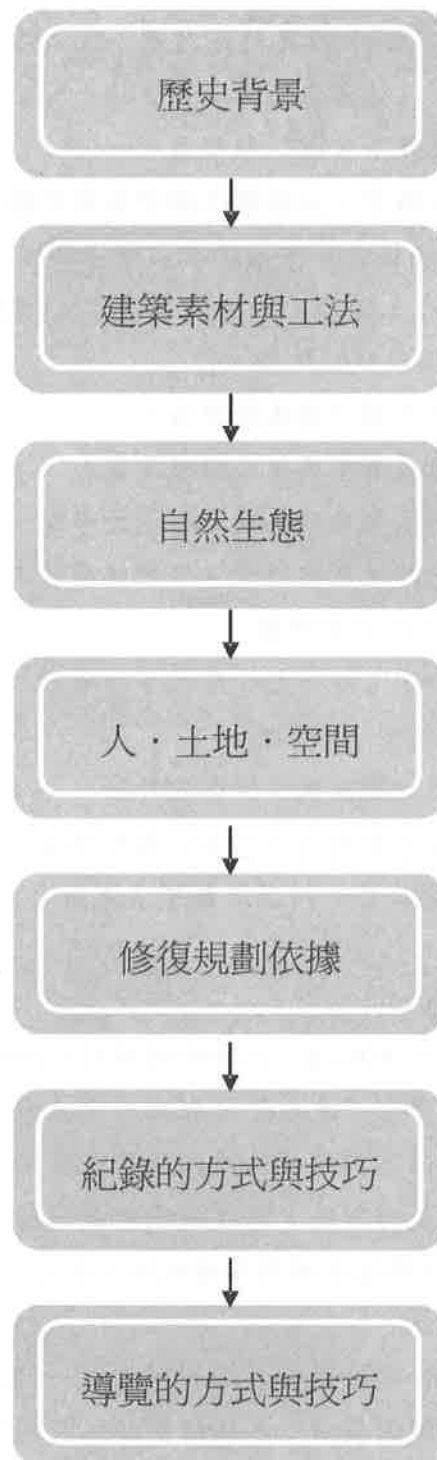 歷史背景
建築素材與工法
自然生態
人・土地・空間
修復規劃依據
紀錄的方式與技巧
導覽的方式與技巧